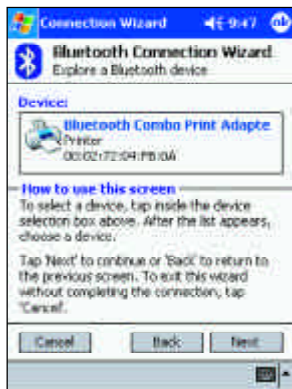 Connection Wizard 9:47 ok
Bluetooth Connection Wizard
Explore a Bluetooth device
Device:
Bluetooth Combo Print Adapte
Printer
00:02:72:04:FB:0A
How to use this screen
To select a device, tap inside the device
selection box above. After the list appears,
choose a device.
Tap 'Next' to continue or 'Back' to return to
the previous screen. To exit this wizard
without completing the connection, tap
'Cancel'.
Cancel Back Next